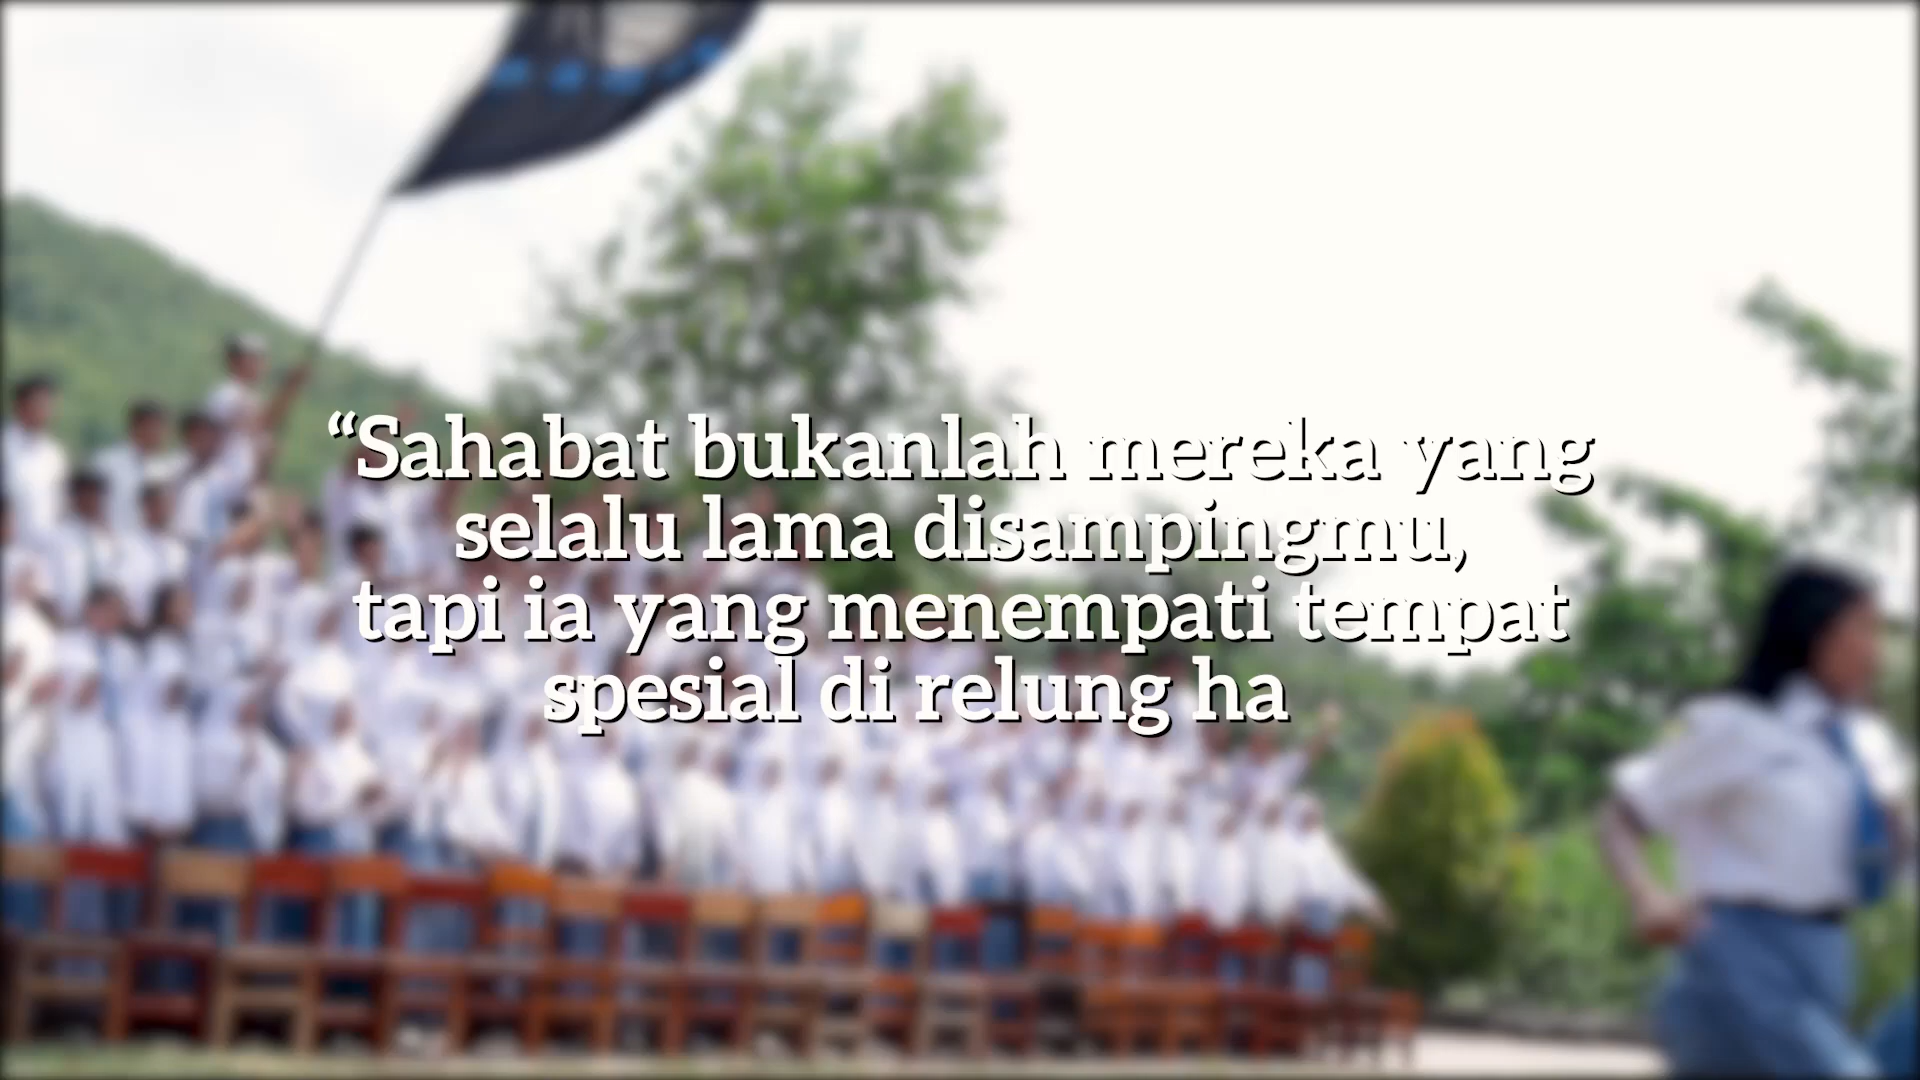 “Sahabat bukanlah mereka yang
selalu lama disampingmu,
tapi ia yang menempati tempat
spesial di relung ha